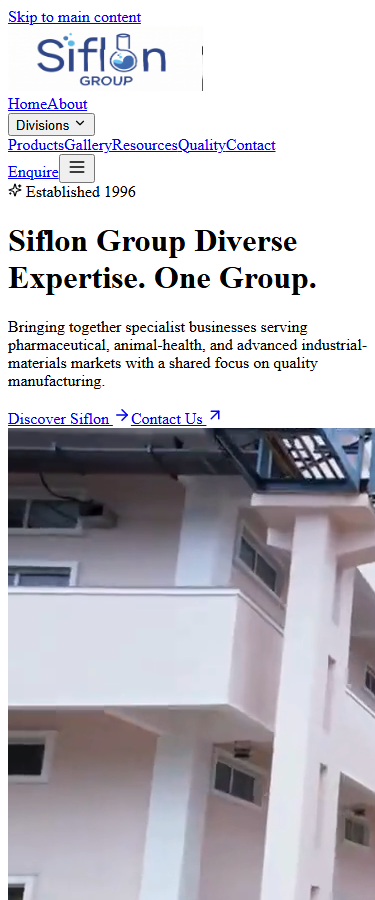 Skip to main content
Siflon
GROUP
HomeAbout
Divisions
ProductsGalleryResourcesQualityContact
Enquire
Established 1996
Siflon Group Diverse
Expertise. One Group.
Bringing together specialist businesses serving
pharmaceutical, animal-health, and advanced industrial-
materials markets with a shared focus on quality
manufacturing.
Discover Siflon Contact Us